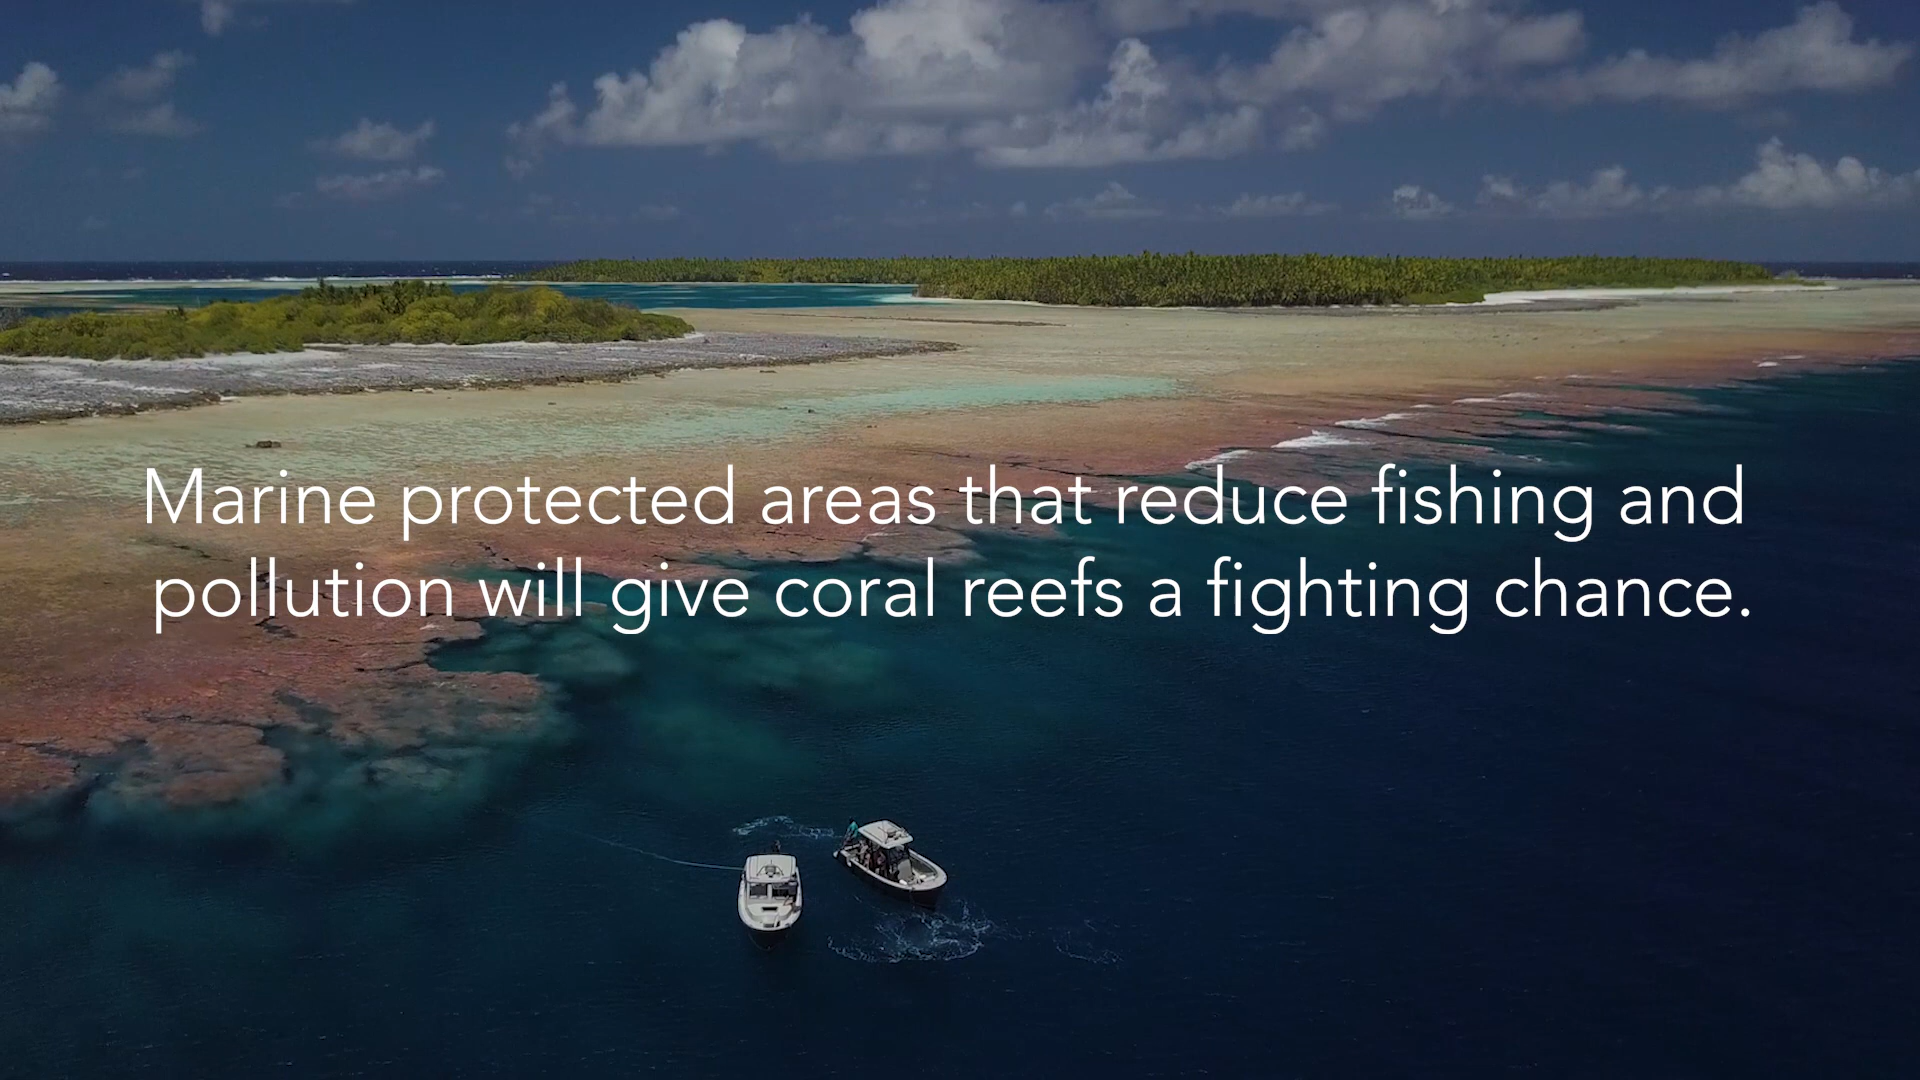 Marine protected areas that reduce fishing and
pollution will give coral reefs a fighting chance.